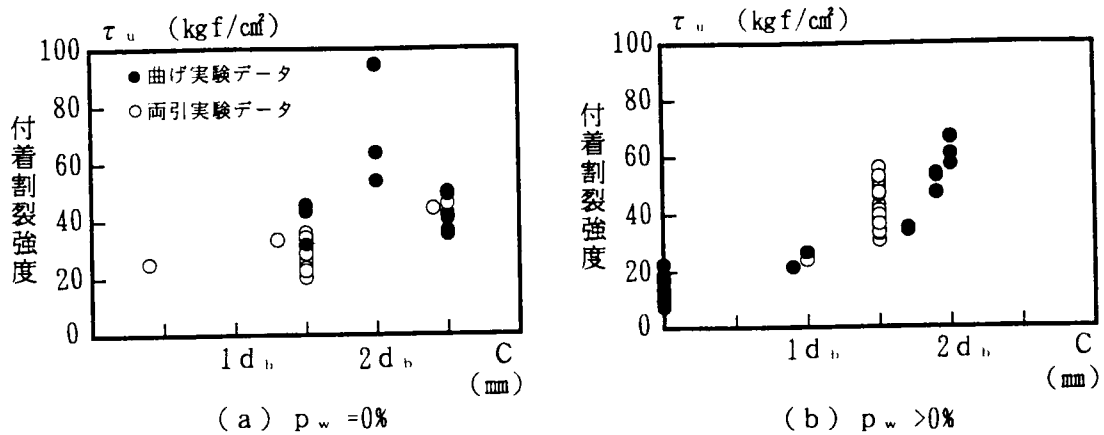 τu (kgf/cm²)
100
80
60
40
20
0
付着割裂強度
● 曲げ実験データ
○ 両引実験データ
1db 2db C
(mm)
(a) pw =0%
τu (kgf/cm²)
100
80
60
40
20
0
付着割裂強度
1db 2db C
(mm)
(b) pw >0%